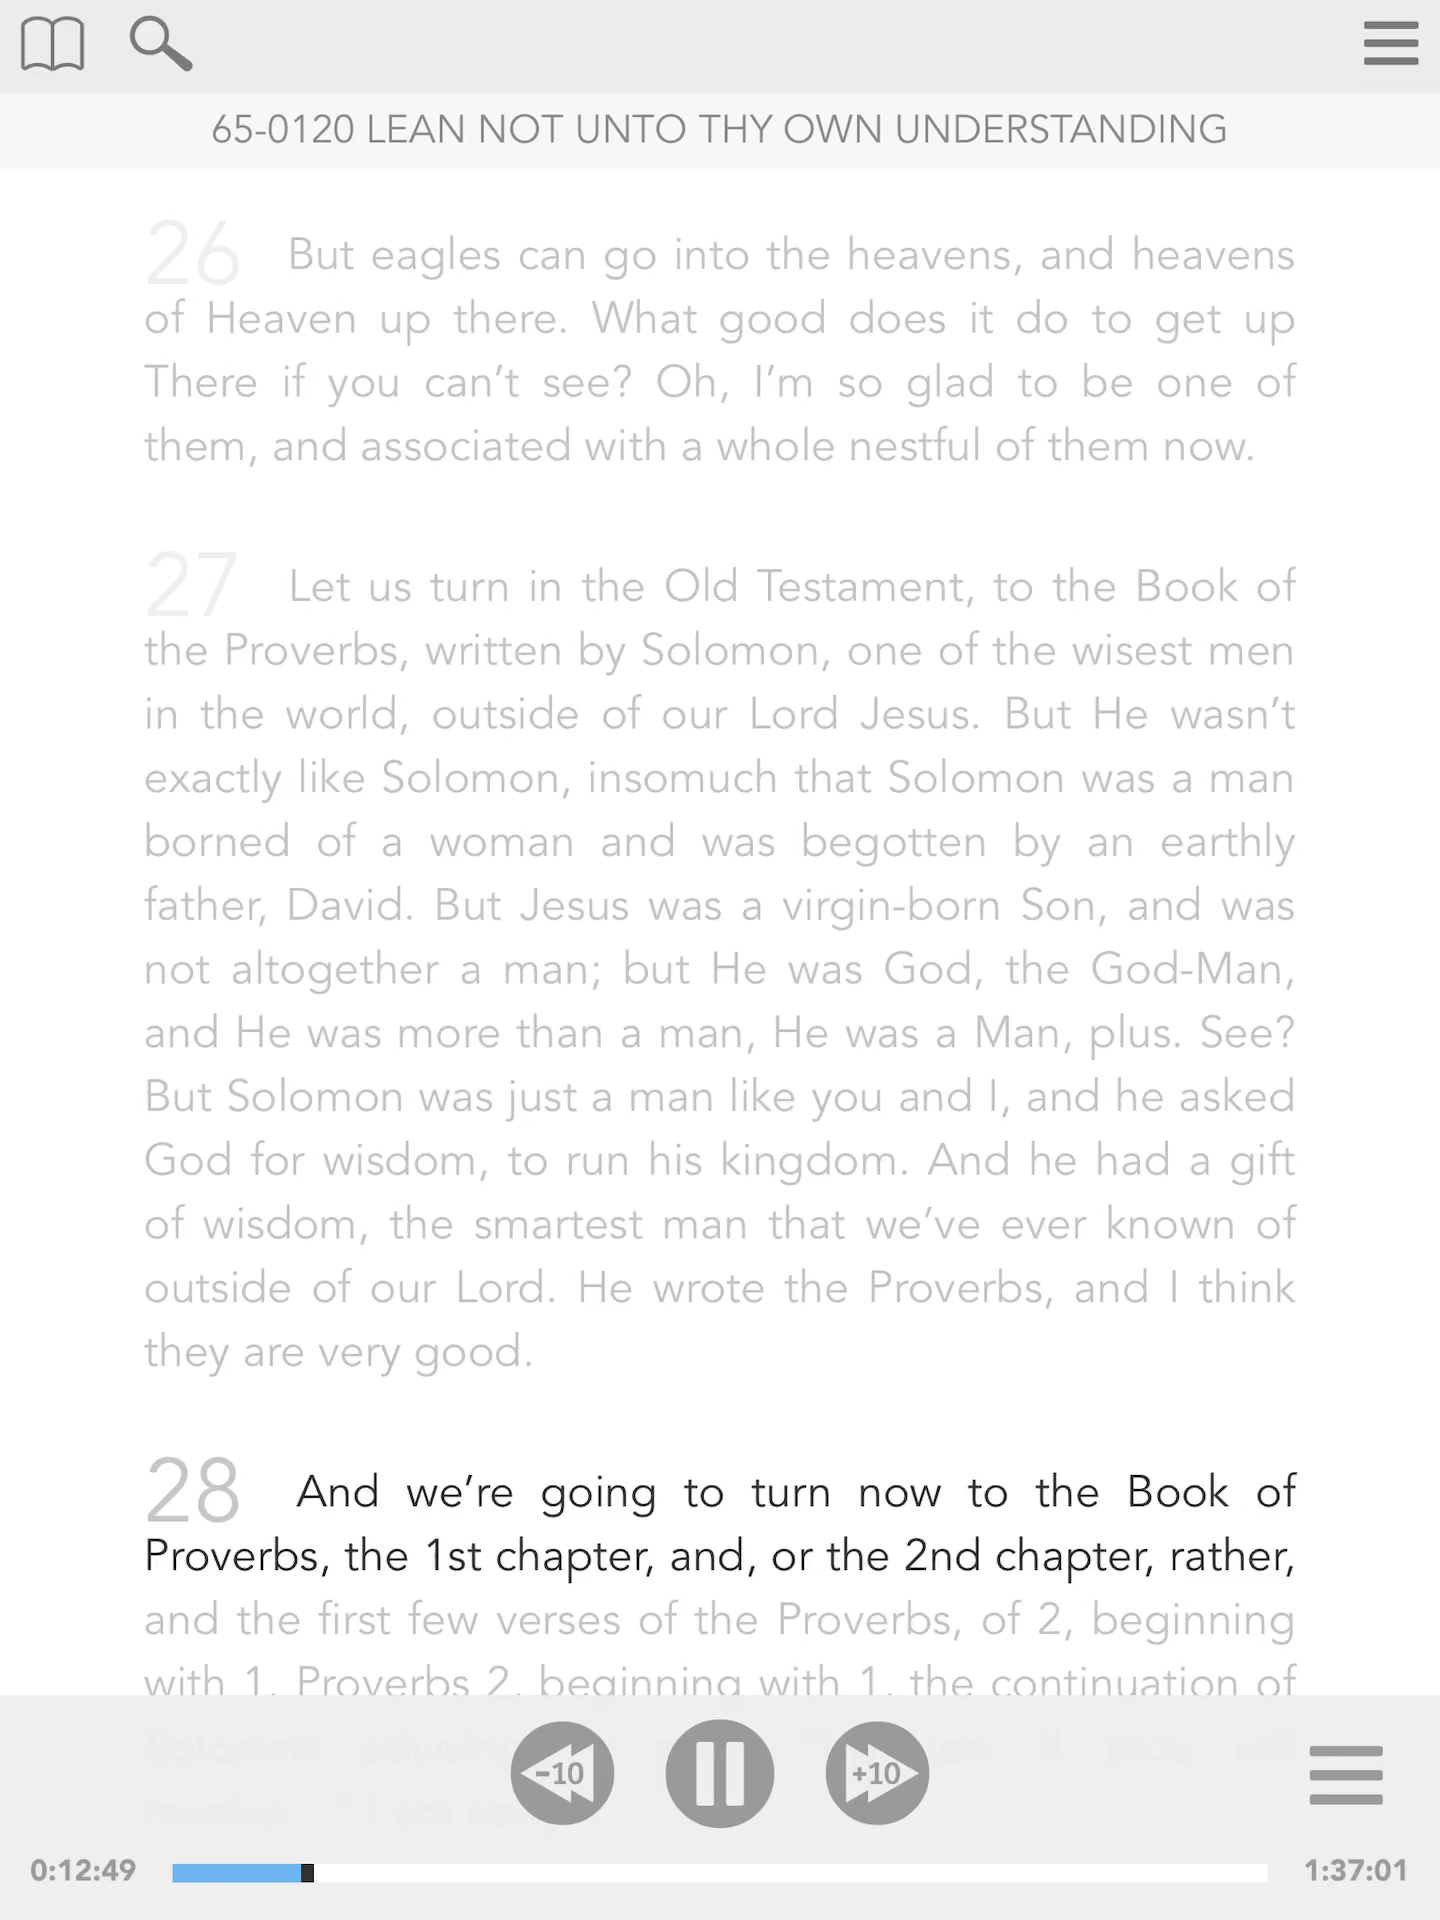 65-0120 LEAN NOT UNTO THY OWN UNDERSTANDING
26 But eagles can go into the heavens, and heavens
of Heaven up there. What good does it do to get up
There if you can’t see? Oh, I’m so glad to be one of
them, and associated with a whole nestful of them now.
27 Let us turn in the Old Testament, to the Book of
the Proverbs, written by Solomon, one of the wisest men
in the world, outside of our Lord Jesus. But He wasn’t
exactly like Solomon, insomuch that Solomon was a man
borned of a woman and was begotten by an earthly
father, David. But Jesus was a virgin-born Son, and was
not altogether a man; but He was God, the God-Man,
and He was more than a man, He was a Man, plus. See?
But Solomon was just a man like you and I, and he asked
God for wisdom, to run his kingdom. And he had a gift
of wisdom, the smartest man that we’ve ever known of
outside of our Lord. He wrote the Proverbs, and I think
they are very good.
28 And we’re going to turn now to the Book of
Proverbs, the 1st chapter, and, or the 2nd chapter, rather,
and the first few verses of the Proverbs, of 2, beginning
with 1. Proverbs 2, beginning with 1, the continuation of
-10 +10
0:12:49 1:37:01